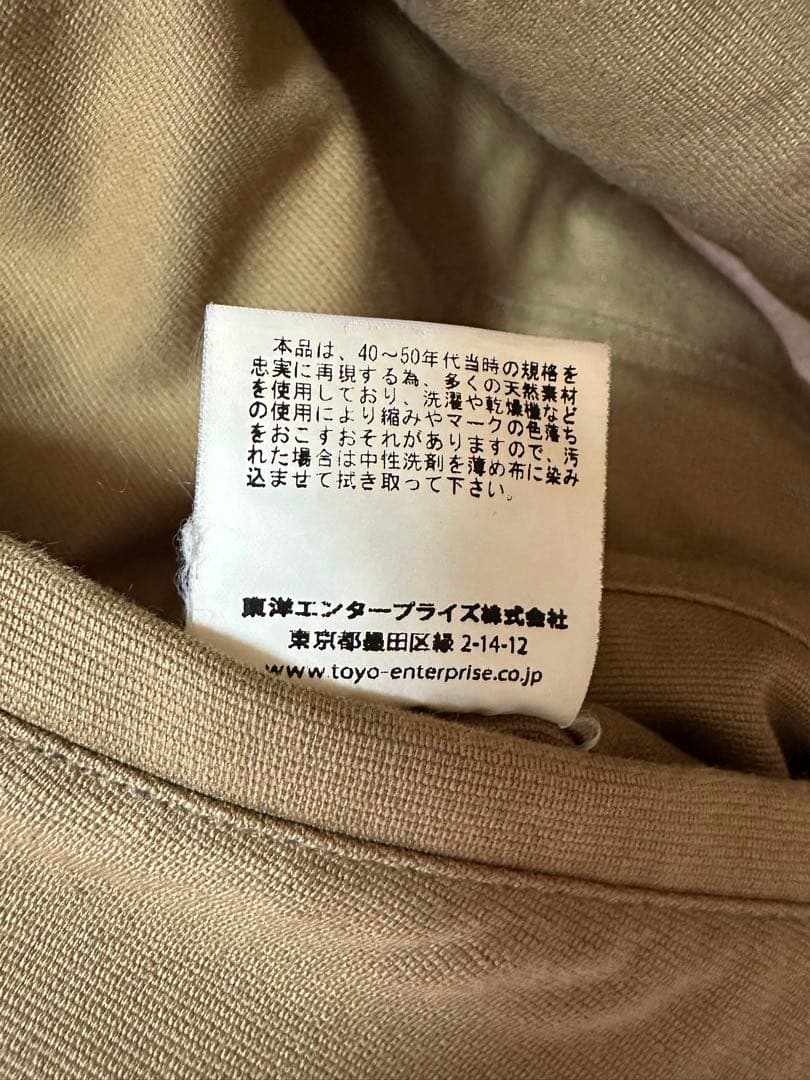 本品は、40～50年代当時の規格を
忠実に再現する為、多くの天然素材
を使用しており、洗濯や乾燥機など
の使用により縮みやマークの色落ち
をおこすおそれがありますので、汚
れた場合は中性洗剤を薄め布に染み
込ませて拭き取って下さい。
東洋エンタープライズ株式会社
東京都墨田区緑 2-14-12
www.toyo-enterprise.co.jp